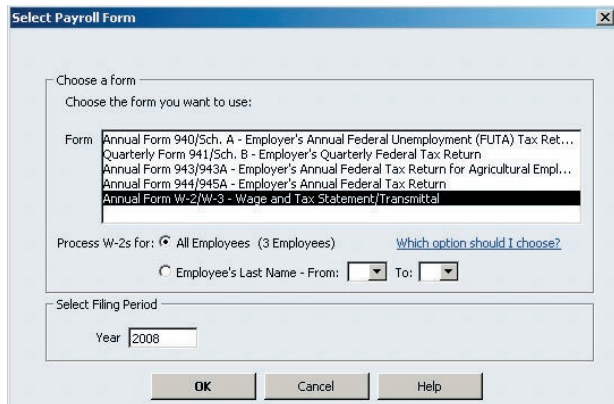 Select Payroll Form
Choose a form
Choose the form you want to use:
Form
Annual Form 940/Sch. A - Employer's Annual Federal Unemployment (FUTA) Tax Ret...
Quarterly Form 941/Sch. B - Employer's Quarterly Federal Tax Return
Annual Form 943/943A - Employer's Annual Federal Tax Return for Agricultural Empl...
Annual Form 944/945A - Employer's Annual Federal Tax Return
Annual Form W-2/W-3 - Wage and Tax Statement/Transmittal
Process W-2s for: All Employees (3 Employees) Which option should I choose?
Employee's Last Name - From: To:
Select Filing Period
Year 2008
OK Cancel Help